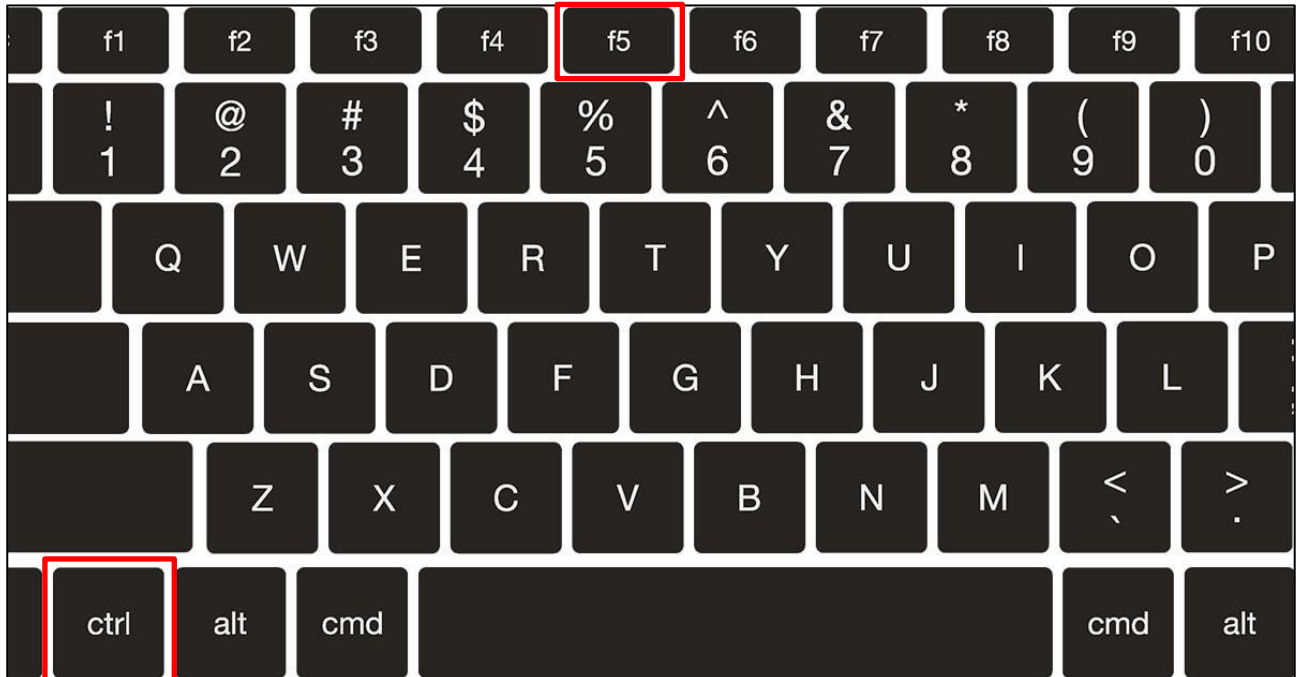 f1 f2 f3 f4 f5 f6 f7 f8 f9 f10
! @ # $ % ^ & * ( )
1 2 3 4 5 6 7 8 9 0
Q W E R T Y U I O P
A S D F G H J K L
Z X C V B N M < >
` .
ctrl alt cmd cmd alt